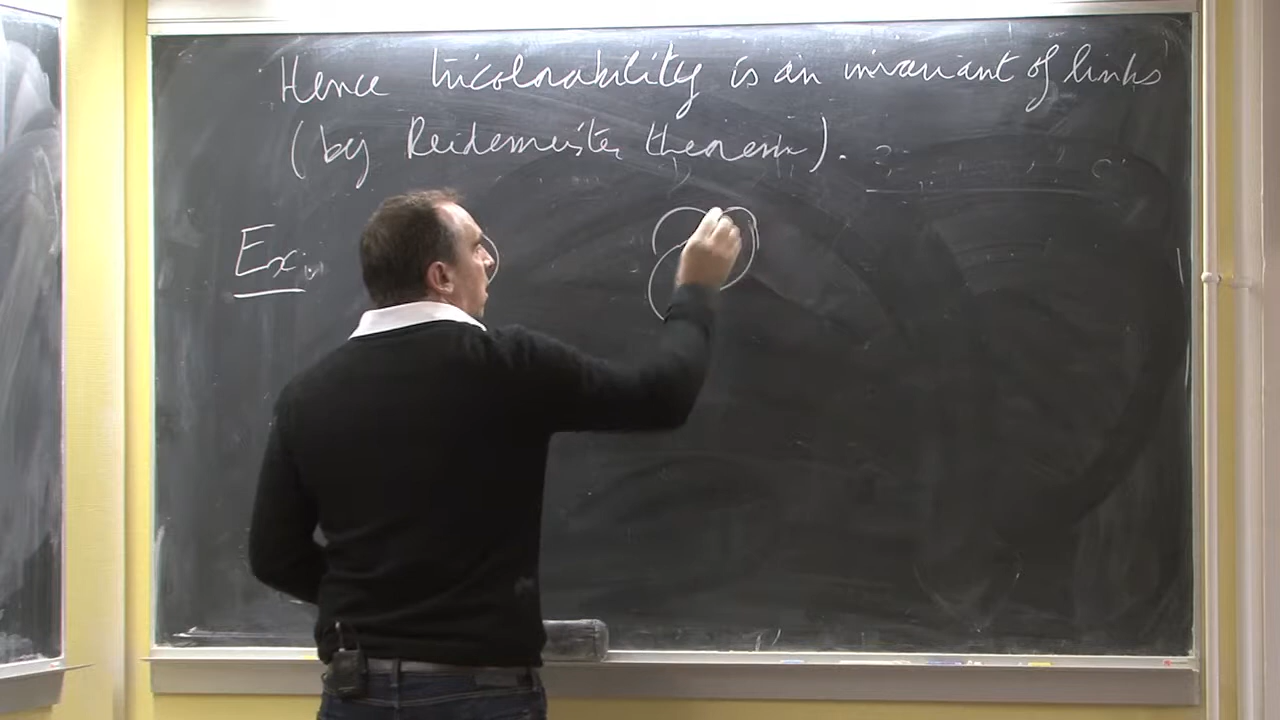 Hence tricolorability is an invariant of links
(by Reidemeister theorem).
Ex.